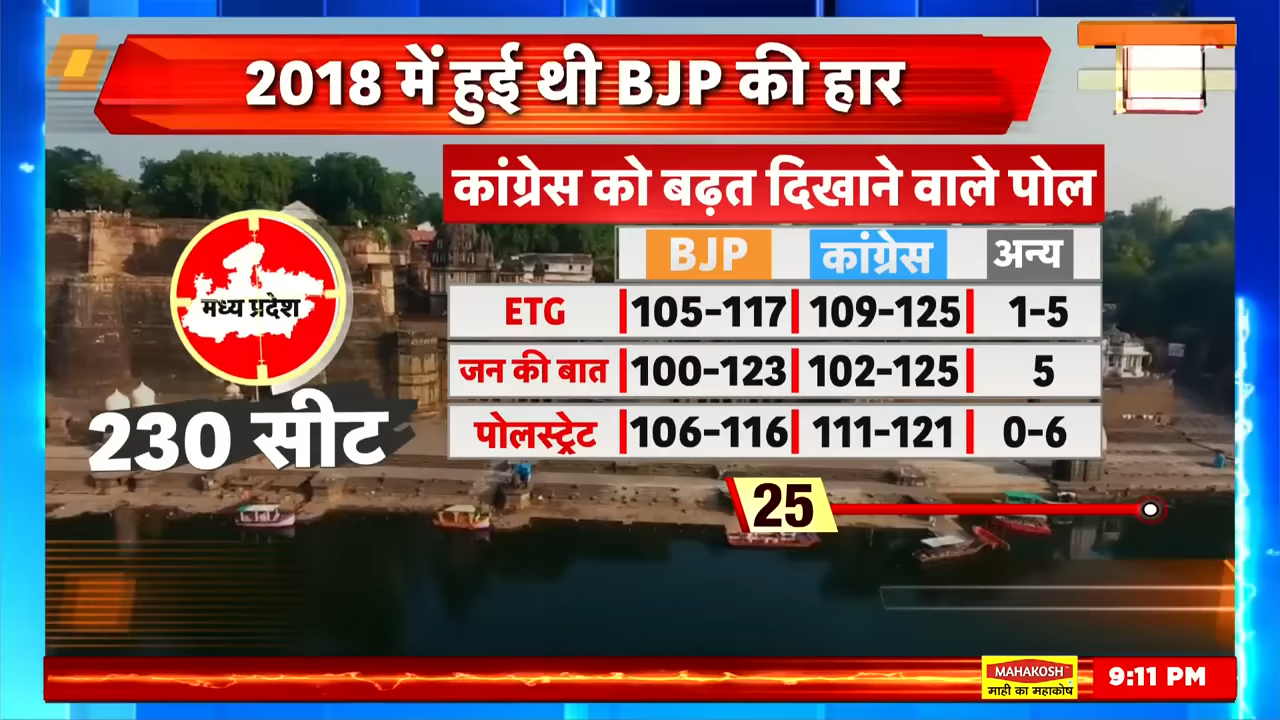 2018 में हुई थी BJP की हार
कांग्रेस को बढ़त दिखाने वाले पोल
BJP कांग्रेस अन्य
ETG 105-117 109-125 1-5
जन की बात 100-123 102-125 5
पोलस्ट्रेट 106-116 111-121 0-6
मध्य प्रदेश
230 सीट
25
MAHAKOSH
माही का महाकोष
9:11 PM